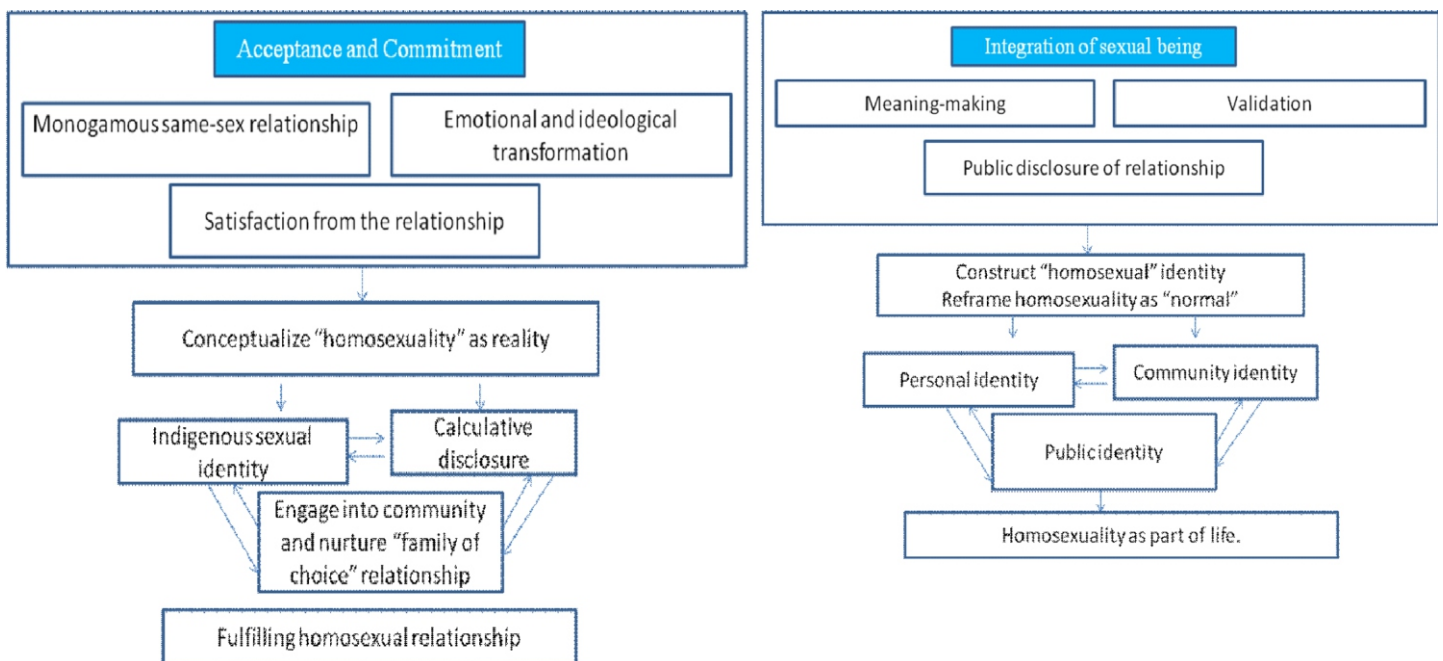 Acceptance and Commitment
Monogamous same-sex relationship
Emotional and ideological
transformation
Satisfaction from the relationship
Conceptualize “homosexuality” as reality
Indigenous sexual
identity
Calculative
disclosure
Engage into community
and nurture “family of
choice” relationship
Fulfilling homosexual relationship
Integration of sexual being
Meaning-making
Validation
Public disclosure of relationship
Construct “homosexual” identity
Reframe homosexuality as “normal”
Personal identity
Community identity
Public identity
Homosexuality as part of life.